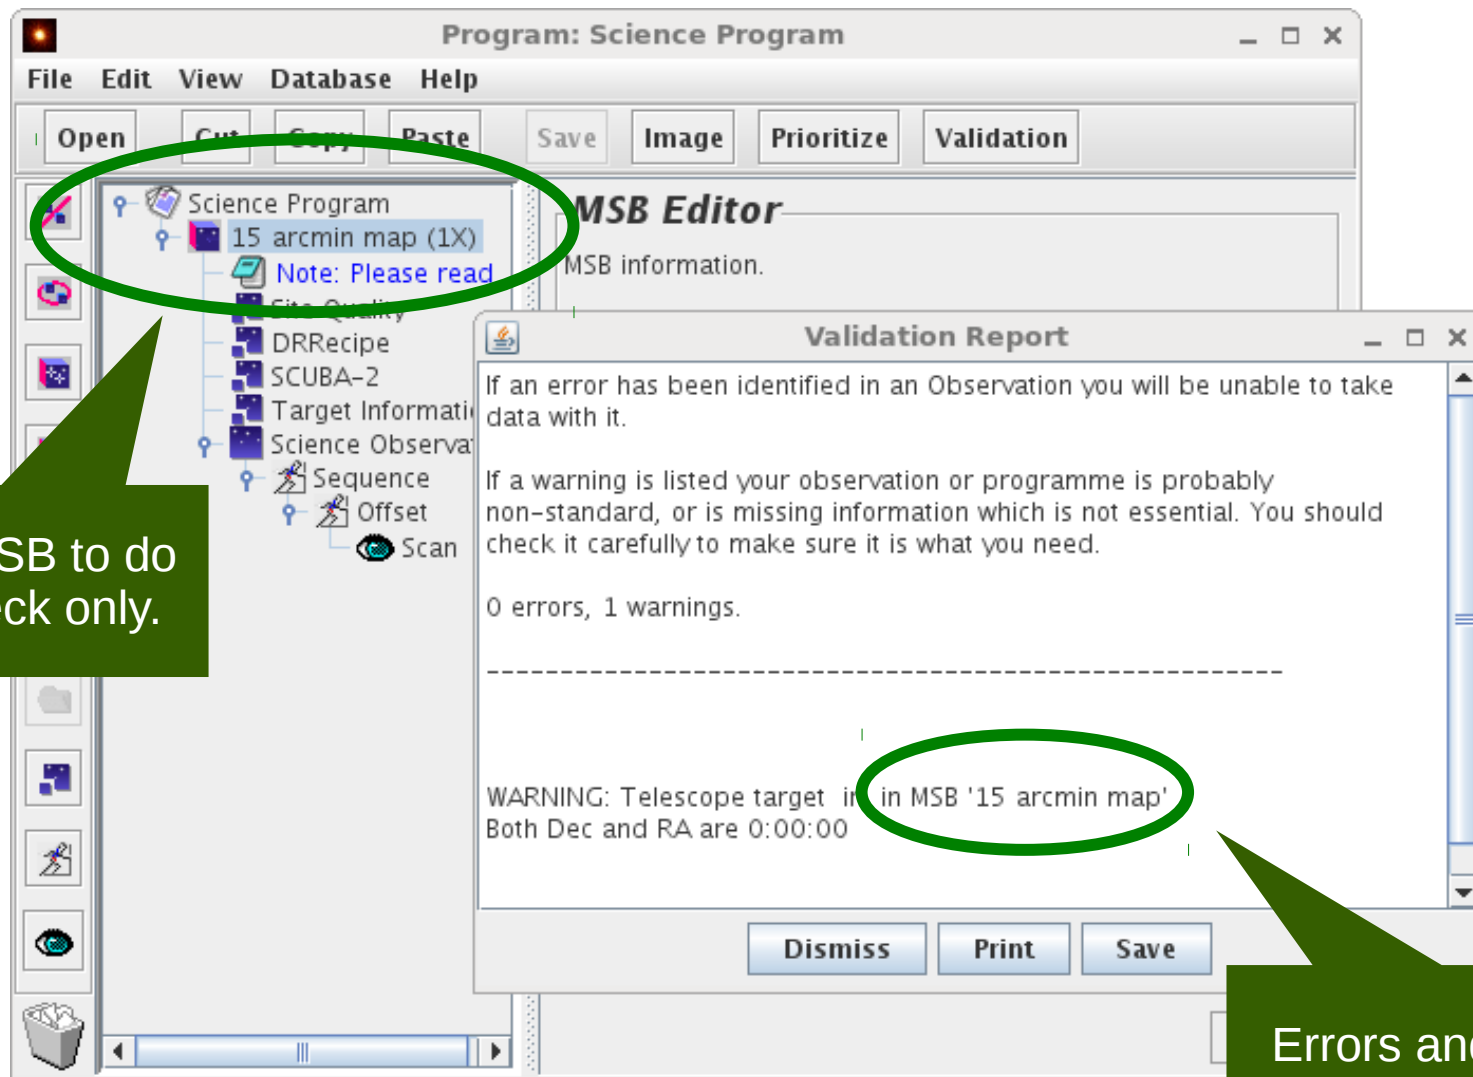 Program: Science Program
File Edit View Database Help
Open Cut Copy Paste Save Image Prioritize Validation
Science Program
15 arcmin map (1X)
Note: Please read
Site Quality
DRRecipe
SCUBA-2
Target Informati
Science Observa
Sequence
Offset
Scan
MSB Editor
MSB information.
SB to do
eck only.
Validation Report
If an error has been identified in an Observation you will be unable to take
data with it.
If a warning is listed your observation or programme is probably
non-standard, or is missing information which is not essential. You should
check it carefully to make sure it is what you need.
0 errors, 1 warnings.
------------------------------------------------------
WARNING: Telescope target in in MSB '15 arcmin map'
Both Dec and RA are 0:00:00
Dismiss Print Save
Errors and